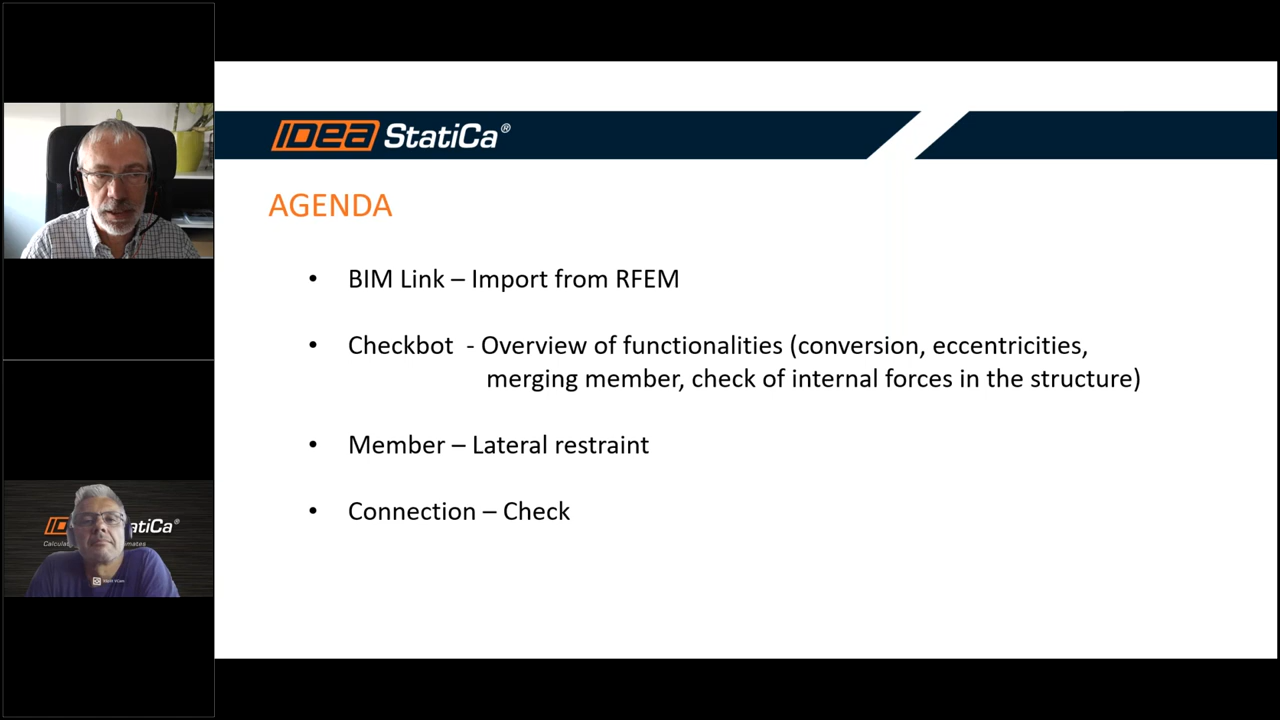 IDEA StatiCa®
AGENDA
• BIM Link – Import from RFEM
• Checkbot - Overview of functionalities (conversion, eccentricities,
merging member, check of internal forces in the structure)
• Member – Lateral restraint
• Connection – Check
atiCa®